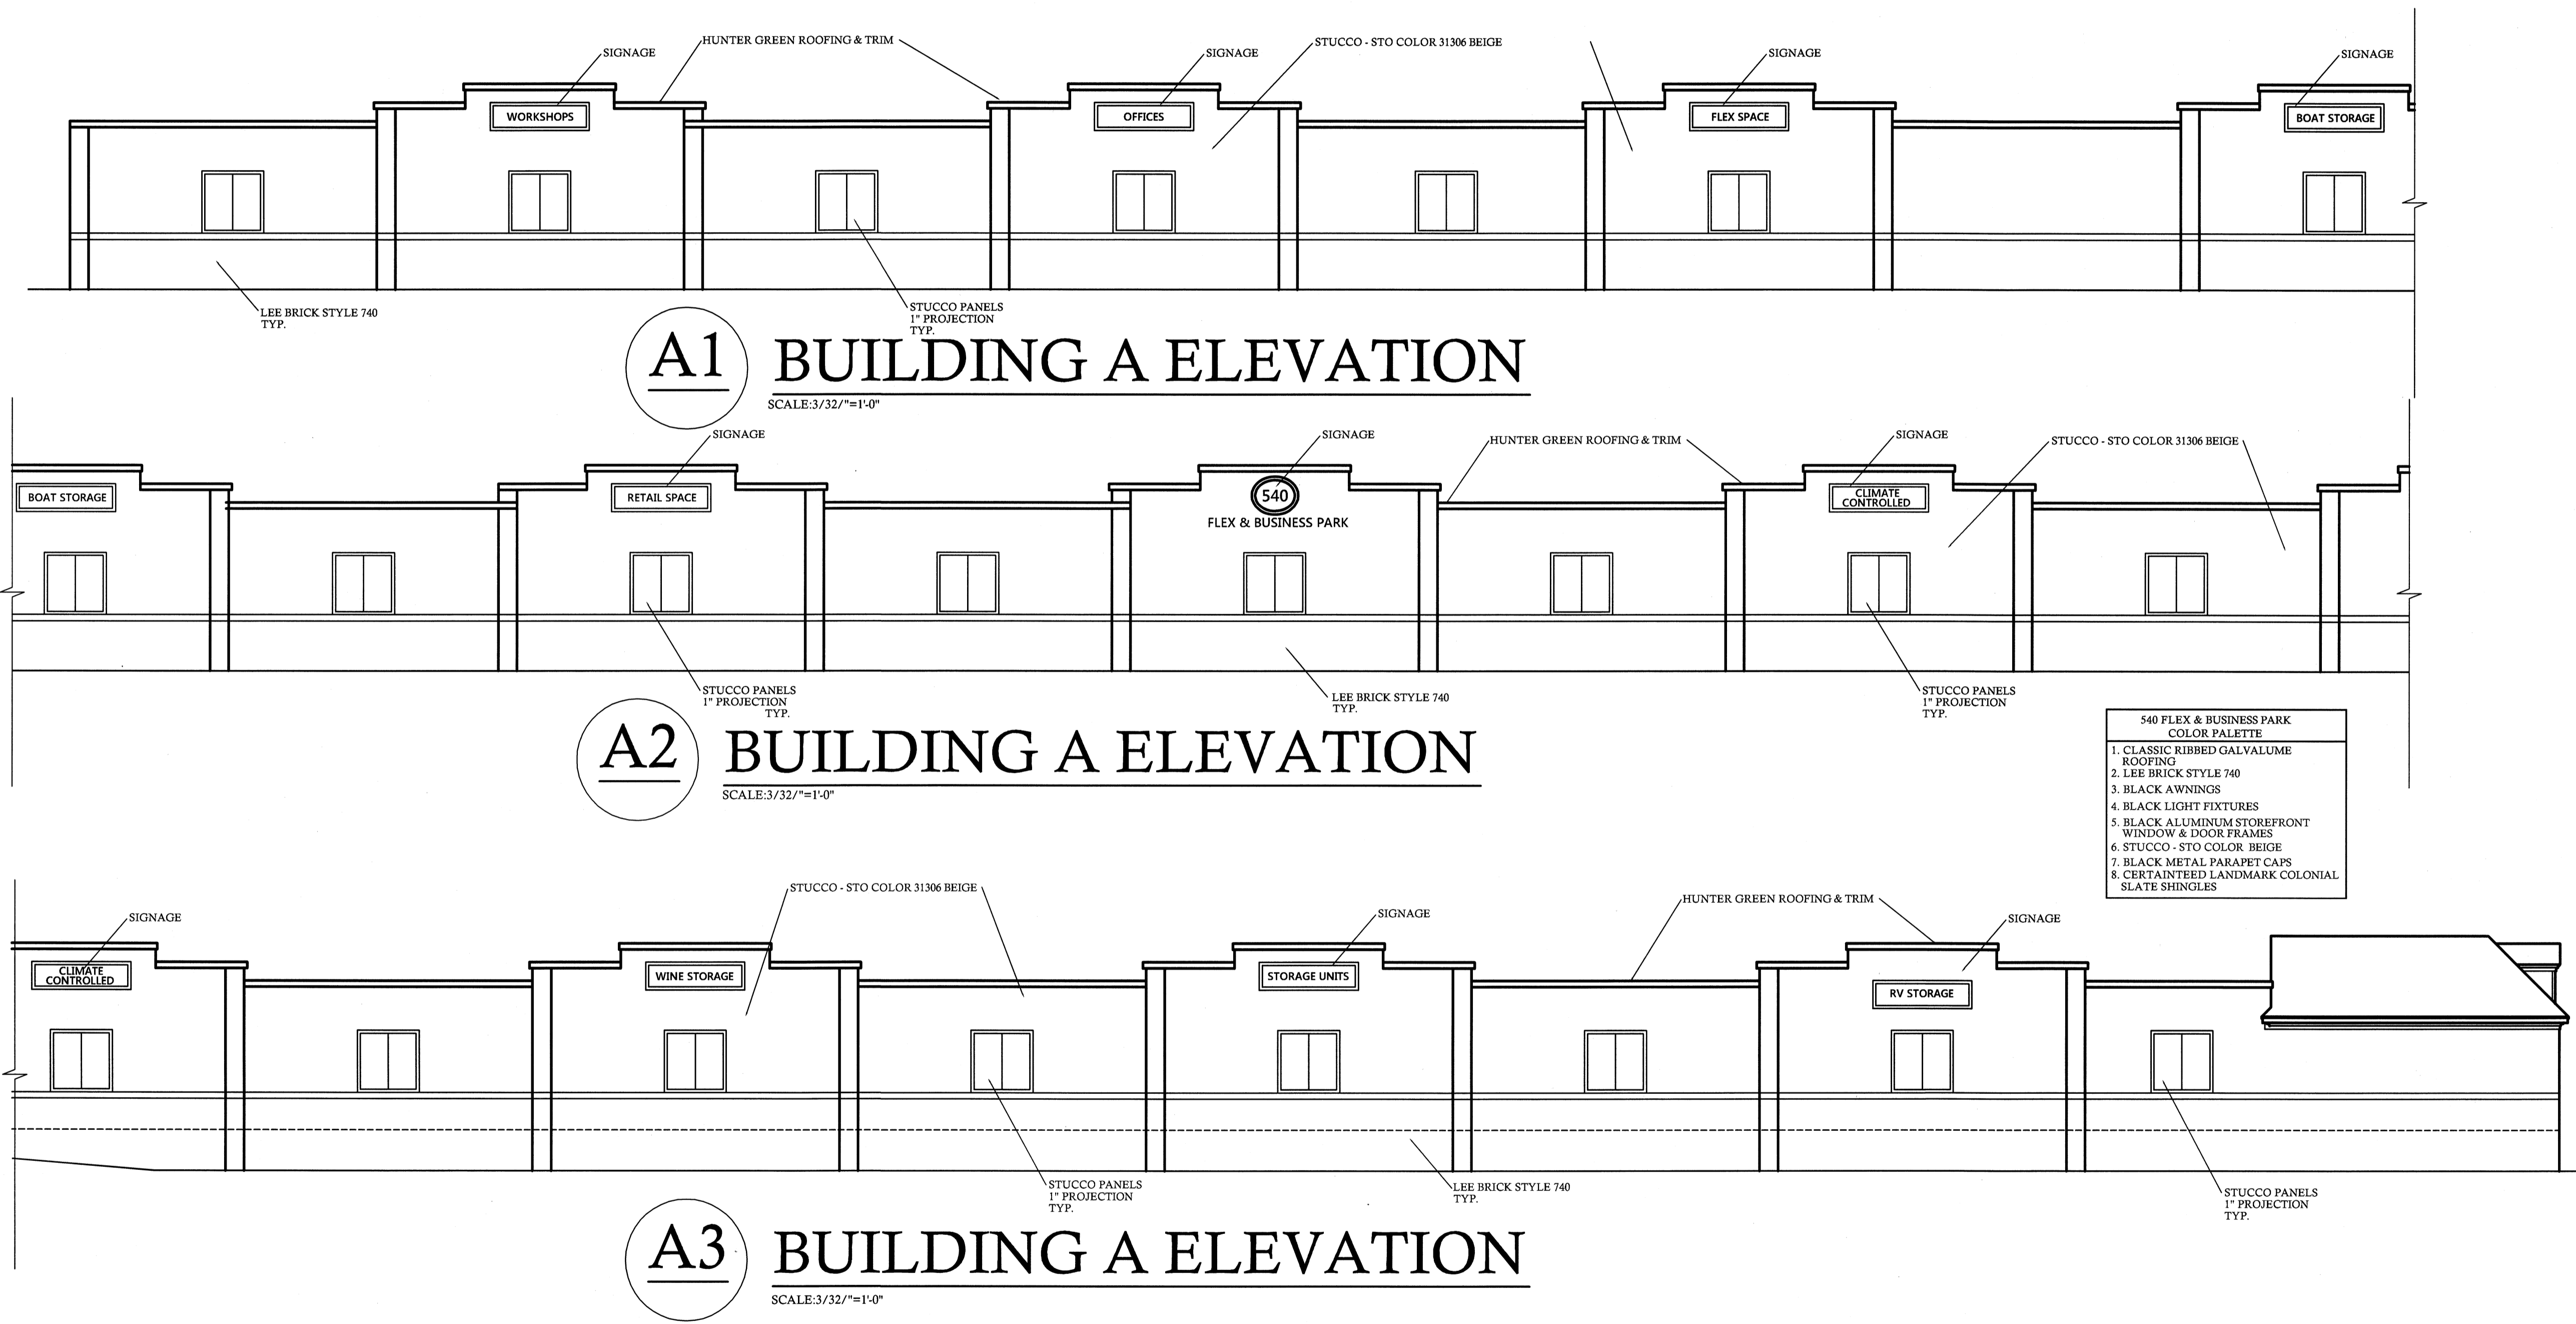 HUNTER GREEN ROOFING & TRIM
STUCCO - STO COLOR 31306 BEIGE
SIGNAGE
SIGNAGE
SIGNAGE
SIGNAGE
WORKSHOPS
OFFICES
FLEX SPACE
BOAT STORAGE
LEE BRICK STYLE 740
TYP.
STUCCO PANELS
1" PROJECTION
TYP.
A1
BUILDING A ELEVATION
SCALE:3/32/"=1'-0"
SIGNAGE
SIGNAGE
HUNTER GREEN ROOFING & TRIM
SIGNAGE
STUCCO - STO COLOR 31306 BEIGE
BOAT STORAGE
RETAIL SPACE
540
FLEX & BUSINESS PARK
CLIMATE
CONTROLLED
STUCCO PANELS
1" PROJECTION
TYP.
LEE BRICK STYLE 740
TYP.
STUCCO PANELS
1" PROJECTION
TYP.
A2
BUILDING A ELEVATION
SCALE:3/32/"=1'-0"
540 FLEX & BUSINESS PARK
COLOR PALETTE
1. CLASSIC RIBBED GALVALUME
ROOFING
2. LEE BRICK STYLE 740
3. BLACK AWNINGS
4. BLACK LIGHT FIXTURES
5. BLACK ALUMINUM STOREFRONT
WINDOW & DOOR FRAMES
6. STUCCO - STO COLOR BEIGE
7. BLACK METAL PARAPET CAPS
8. CERTAINTEED LANDMARK COLONIAL
SLATE SHINGLES
STUCCO - STO COLOR 31306 BEIGE
HUNTER GREEN ROOFING & TRIM
SIGNAGE
SIGNAGE
SIGNAGE
CLIMATE
CONTROLLED
WINE STORAGE
STORAGE UNITS
RV STORAGE
STUCCO PANELS
1" PROJECTION
TYP.
LEE BRICK STYLE 740
TYP.
STUCCO PANELS
1" PROJECTION
TYP.
A3
BUILDING A ELEVATION
SCALE:3/32/"=1'-0"